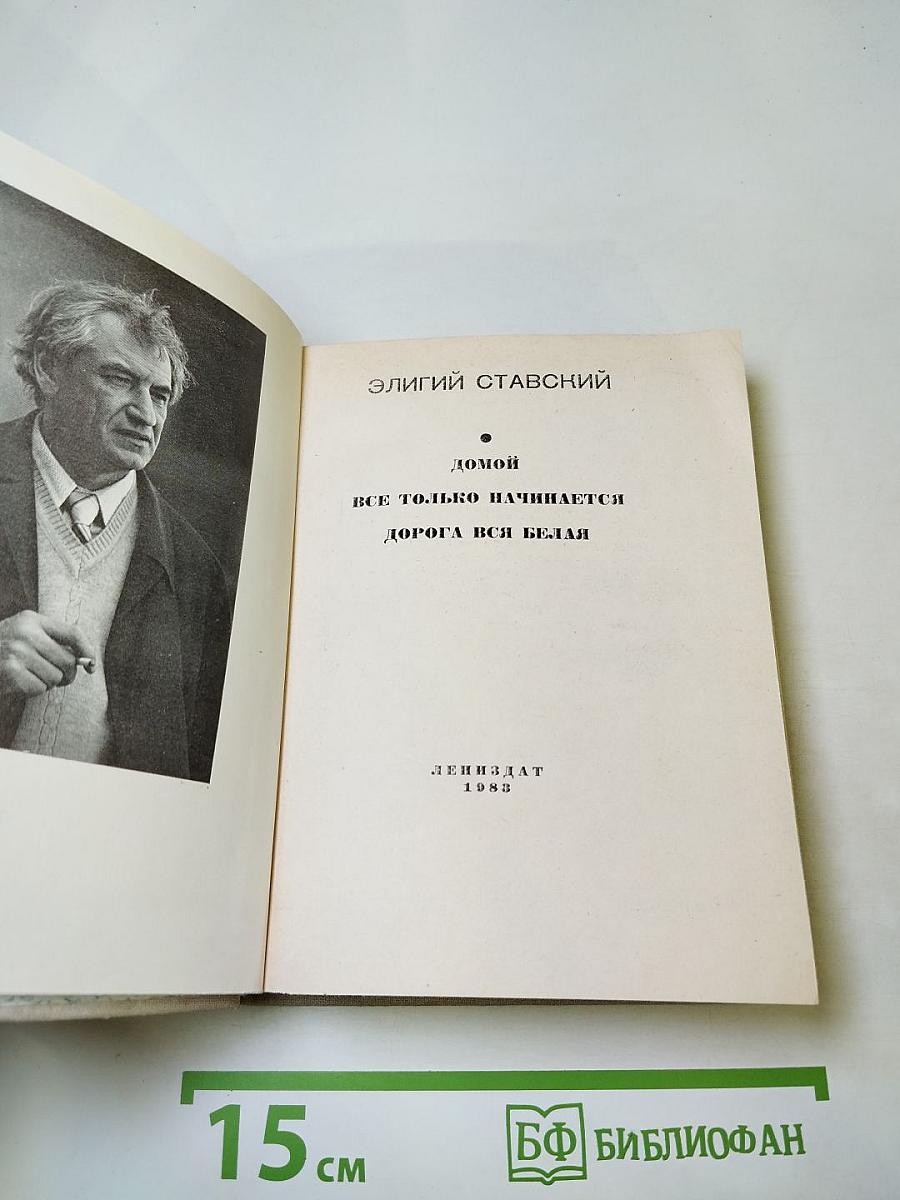 ЭЛИГИЙ СТАВСКИЙ
ДОМОЙ
ВСЕ ТОЛЬКО НАЧИНАЕТСЯ
ДОРОГА ВСЯ БЕЛАЯ
ЛЕНИЗДАТ
1983
15 см
БФ БИБЛИОФАН